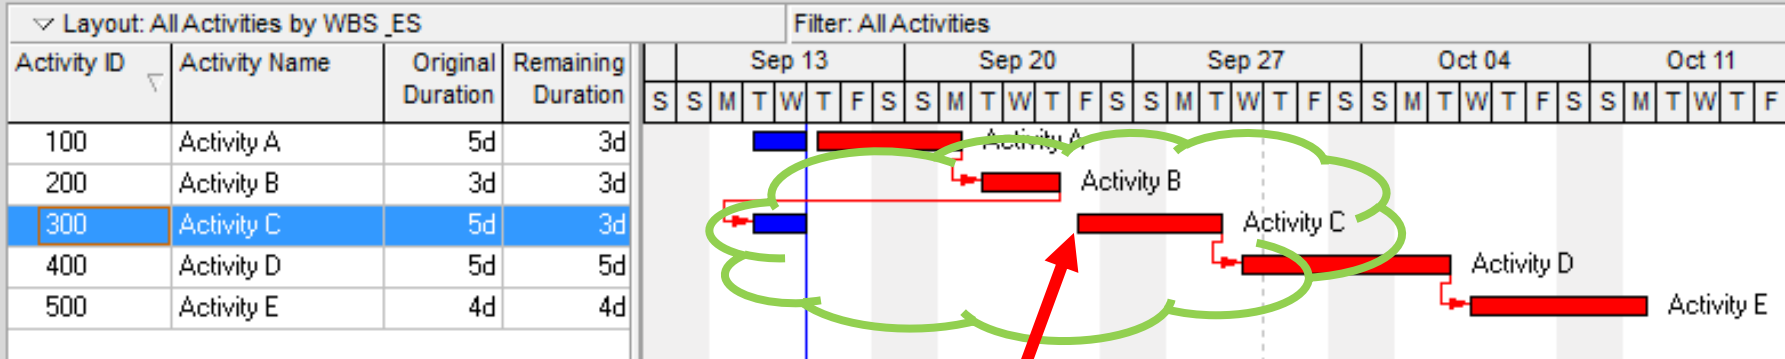 Layout: All Activities by WBS _ES Filter: All Activities
Activity ID Activity Name Original Duration Remaining Duration Sep 13 Sep 20 Sep 27 Oct 04 Oct 11
S S M T W T F S S M T W T F S S M T W T F S S M T W T F S S M T W T F
100 Activity A 5d 3d Activity A
200 Activity B 3d 3d Activity B
300 Activity C 5d 3d Activity C
400 Activity D 5d 5d Activity D
500 Activity E 4d 4d Activity E